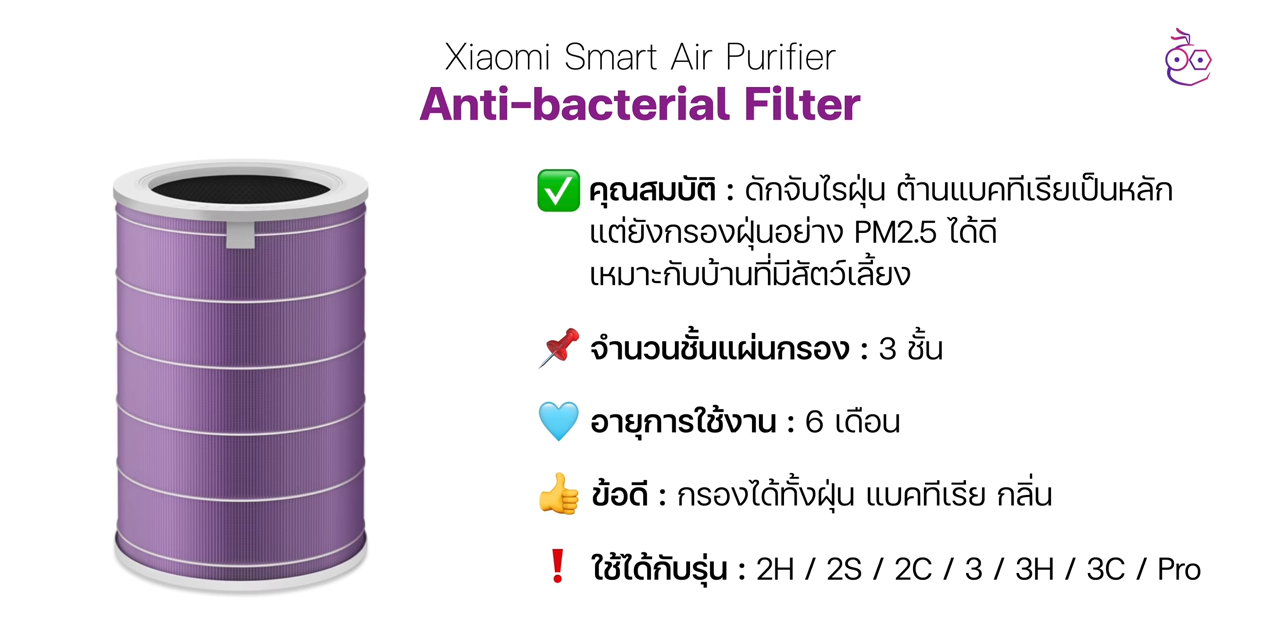 Xiaomi Smart Air Purifier
Anti-bacterial Filter
คุณสมบัติ : ดักจับไรฝุ่น ต้านแบคทีเรียเป็นหลัก
แต่ยังกรองฝุ่นอย่าง PM2.5 ได้ดี
เหมาะกับบ้านที่มีสัตว์เลี้ยง
จำนวนชั้นแผ่นกรอง : 3 ชั้น
อายุการใช้งาน : 6 เดือน
ข้อดี : กรองได้ทั้งฝุ่น แบคทีเรีย กลิ่น
ใช้ได้กับรุ่น : 2H / 2S / 2C / 3 / 3H / 3C / Pro